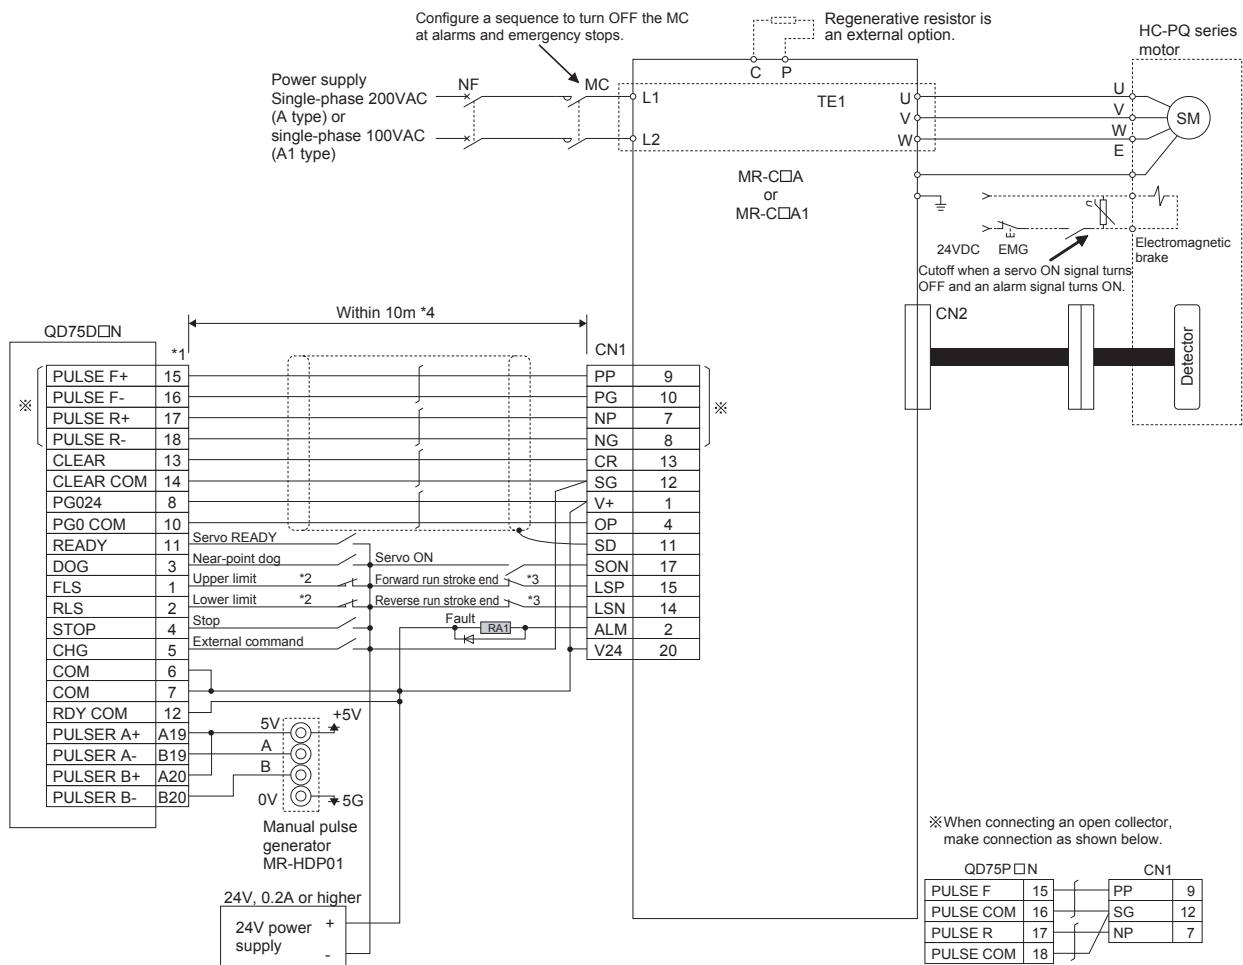 Configure a sequence to turn OFF the MC
at alarms and emergency stops.
Regenerative resistor is
an external option.
HC-PQ series
motor
C P
Power supply
Single-phase 200VAC
(A type) or
single-phase 100VAC
(A1 type)
NF
MC
L1
L2
TE1
U
V
W
U
V
W
E
SM
MR-C□A
or
MR-C□A1
24VDC EMG
Electromagnetic
brake
Cutoff when a servo ON signal turns
OFF and an alarm signal turns ON.
CN2
Detector
Within 10m *4
QD75D□N
*1
CN1
※
PULSE F+ 15
PULSE F- 16
PULSE R+ 17
PULSE R- 18
CLEAR 13
CLEAR COM 14
PG024 8
PG0 COM 10
READY 11
DOG 3
FLS 1
RLS 2
STOP 4
CHG 5
COM 6
COM 7
RDY COM 12
PULSER A+ A19
PULSER A- B19
PULSER B+ A20
PULSER B- B20
PP 9
PG 10
NP 7
NG 8
CR 13
SG 12
V+ 1
OP 4
SD 11
SON 17
LSP 15
LSN 14
ALM 2
V24 20
※
Servo READY
Near-point dog
Servo ON
Upper limit *2
Forward run stroke end *3
Lower limit *2
Reverse run stroke end *3
Stop
Fault
RA1
External command
5V
+5V
A
B
0V
5G
Manual pulse
generator
MR-HDP01
24V, 0.2A or higher
24V power
supply
+
-
※When connecting an open collector,
make connection as shown below.
QD75P□N
CN1
PULSE F 15
PULSE COM 16
PULSE R 17
PULSE COM 18
PP 9
SG 12
NP 7